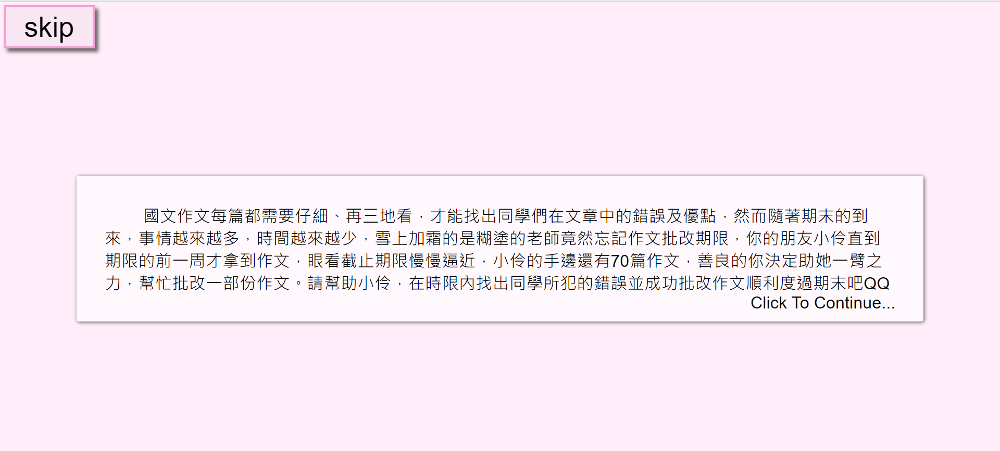 skip
國文作文每篇都需要仔細、再三地看，才能找出同學們在文章中的錯誤及優點，然而隨著期末的到
來，事情越來越多，時間越來越少，雪上加霜的是糊塗的老師竟然忘記作文批改期限，你的朋友小伶直到
期限的前一周才拿到作文，眼看截止期限慢慢逼近，小伶的手邊還有70篇作文，善良的你決定助她一臂之
力，幫忙批改一部份作文。請幫助小伶，在時限內找出同學所犯的錯誤並成功批改作文順利度過期末吧QQ
Click To Continue...